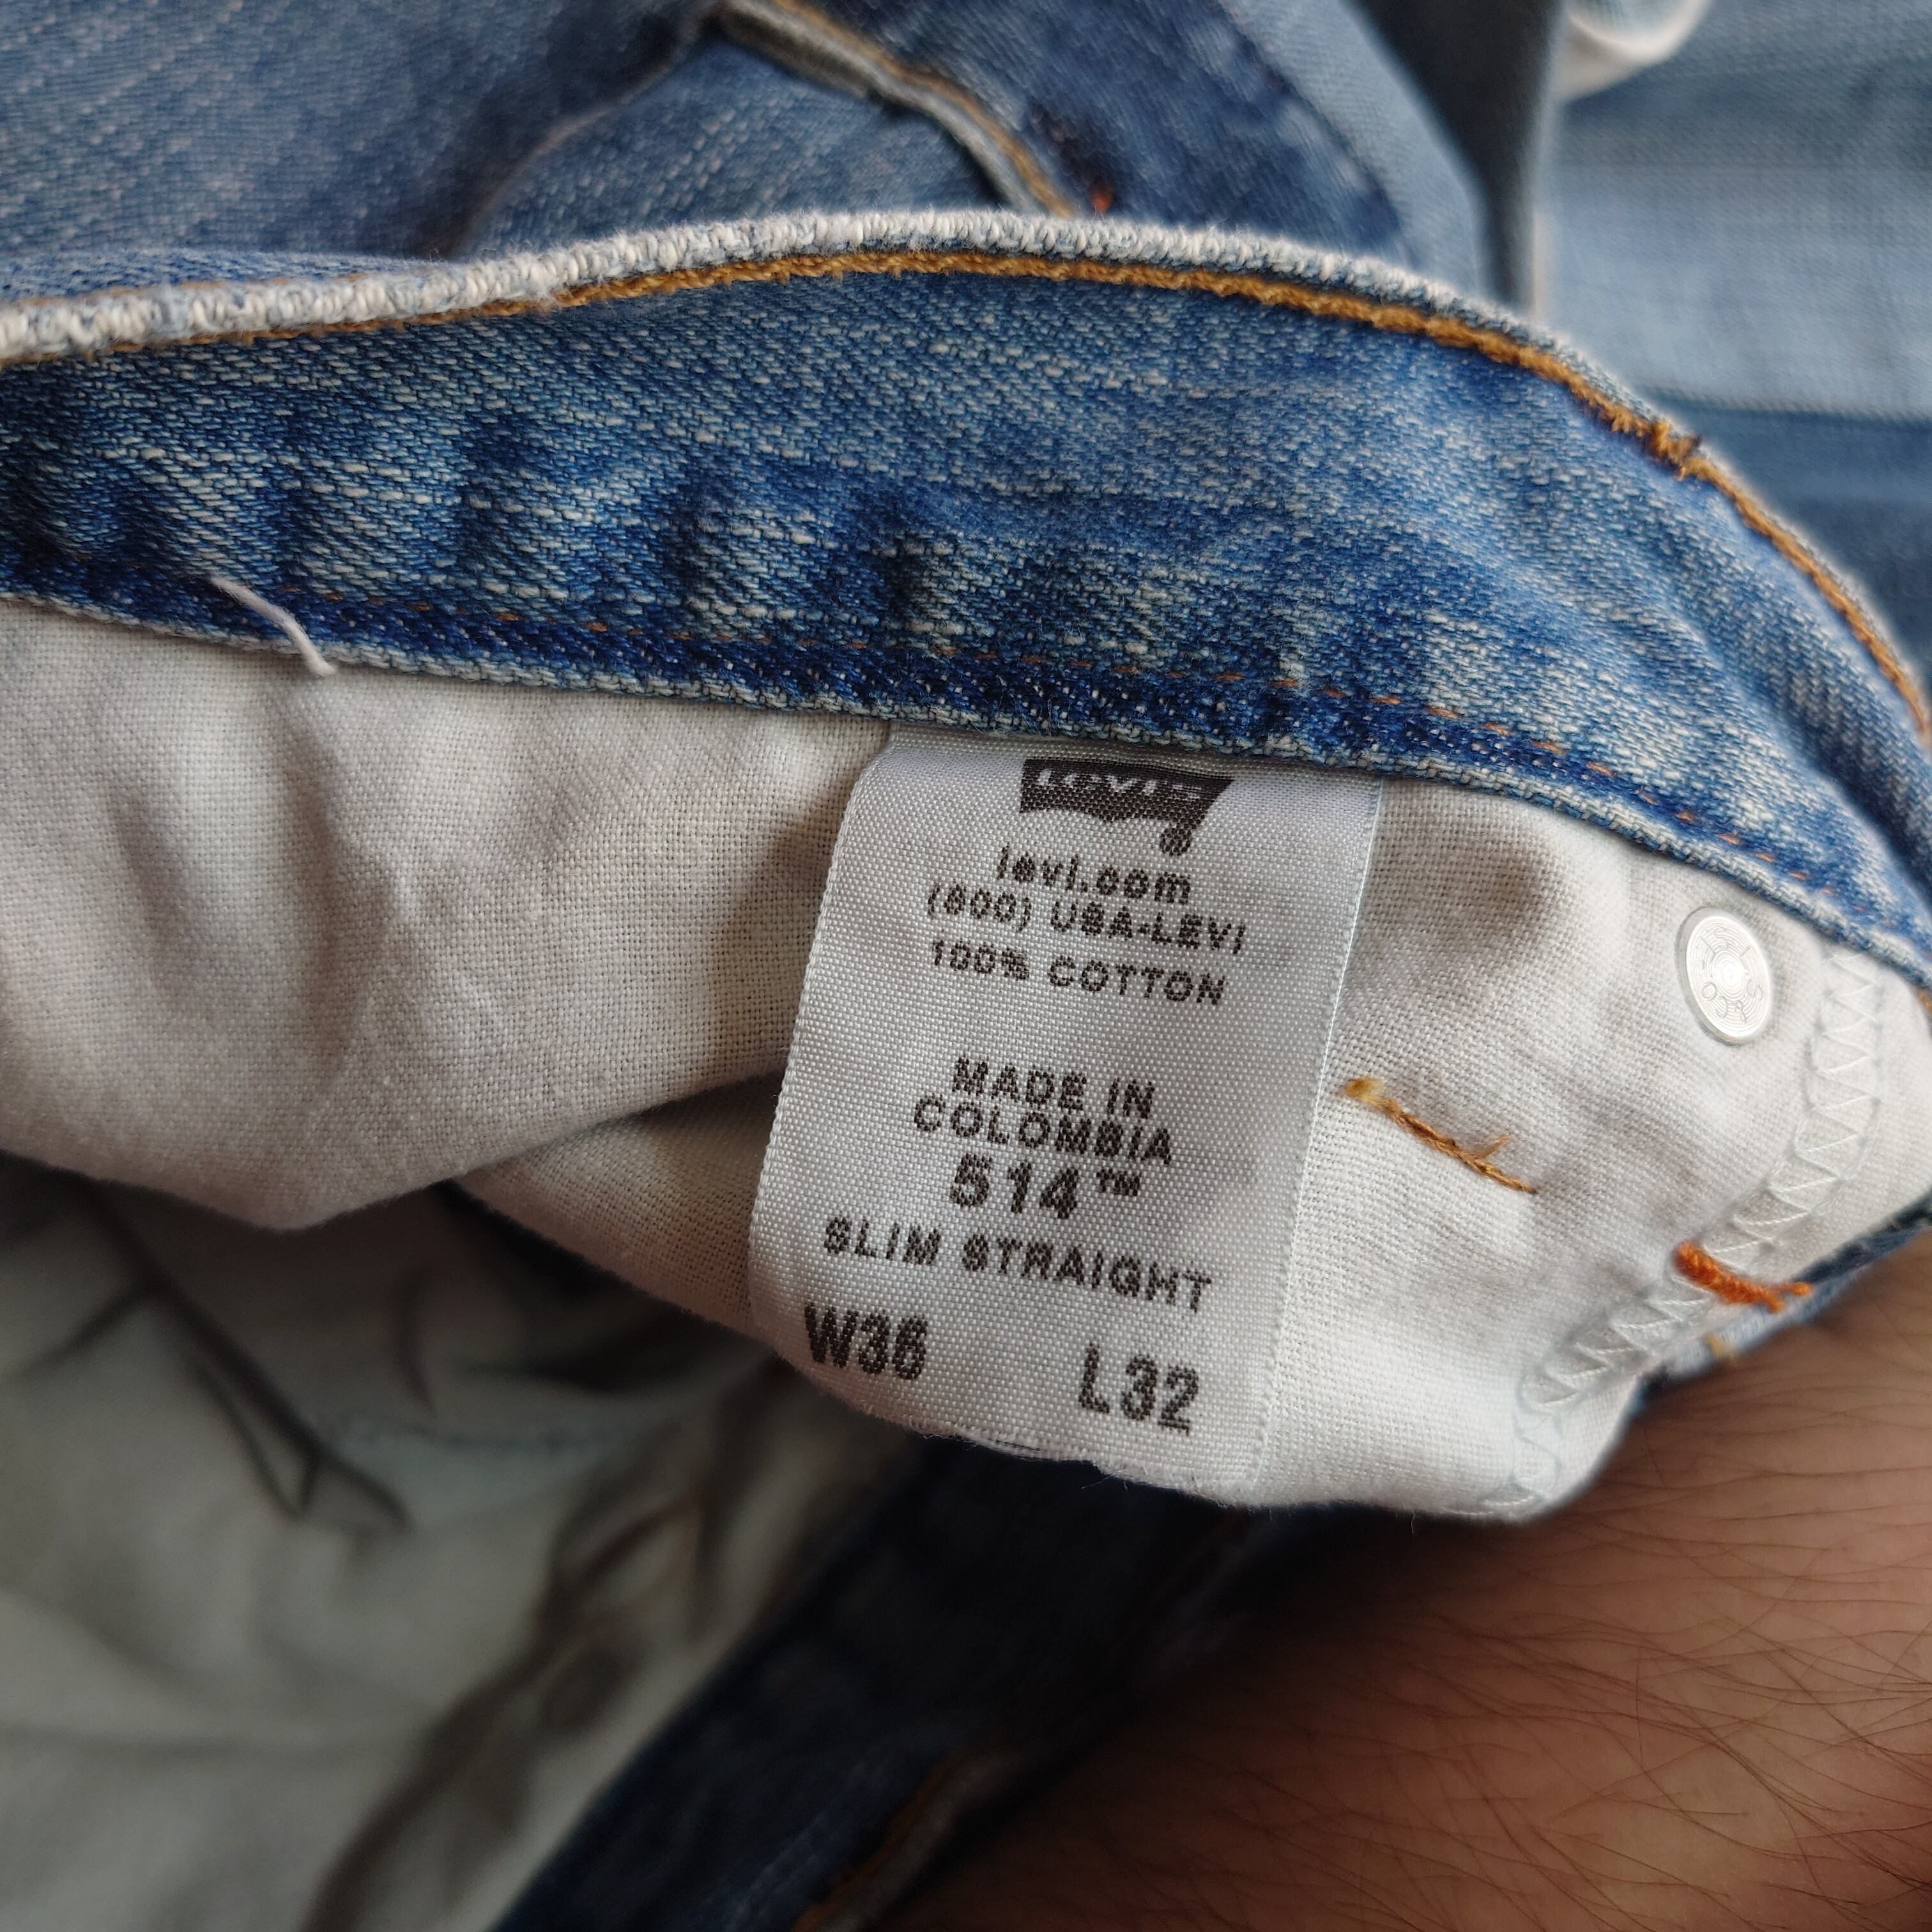 LEVI'S
levi.com
(800) USA-LEVI
100% COTTON
MADE IN
COLOMBIA
514™
SLIM STRAIGHT
W36 L32